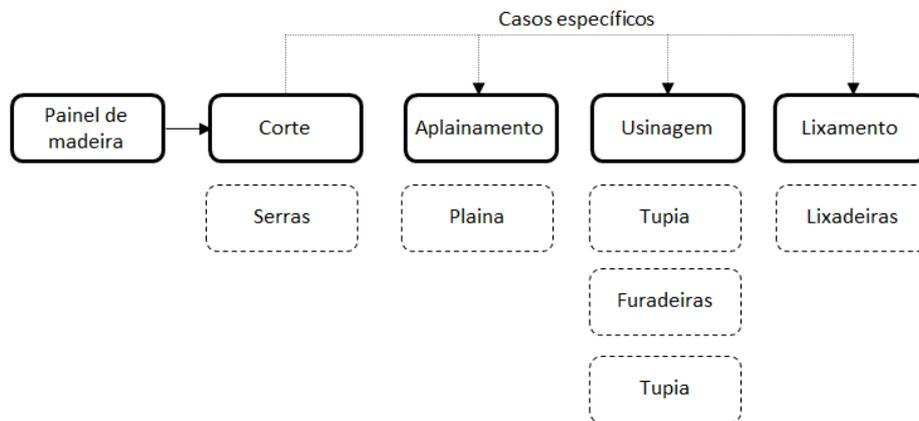 Casos específicos
Painel de
madeira
Corte
Aplainamento
Usinagem
Lixamento
Serras
Plaina
Tupia
Lixadeiras
Furadeiras
Tupia